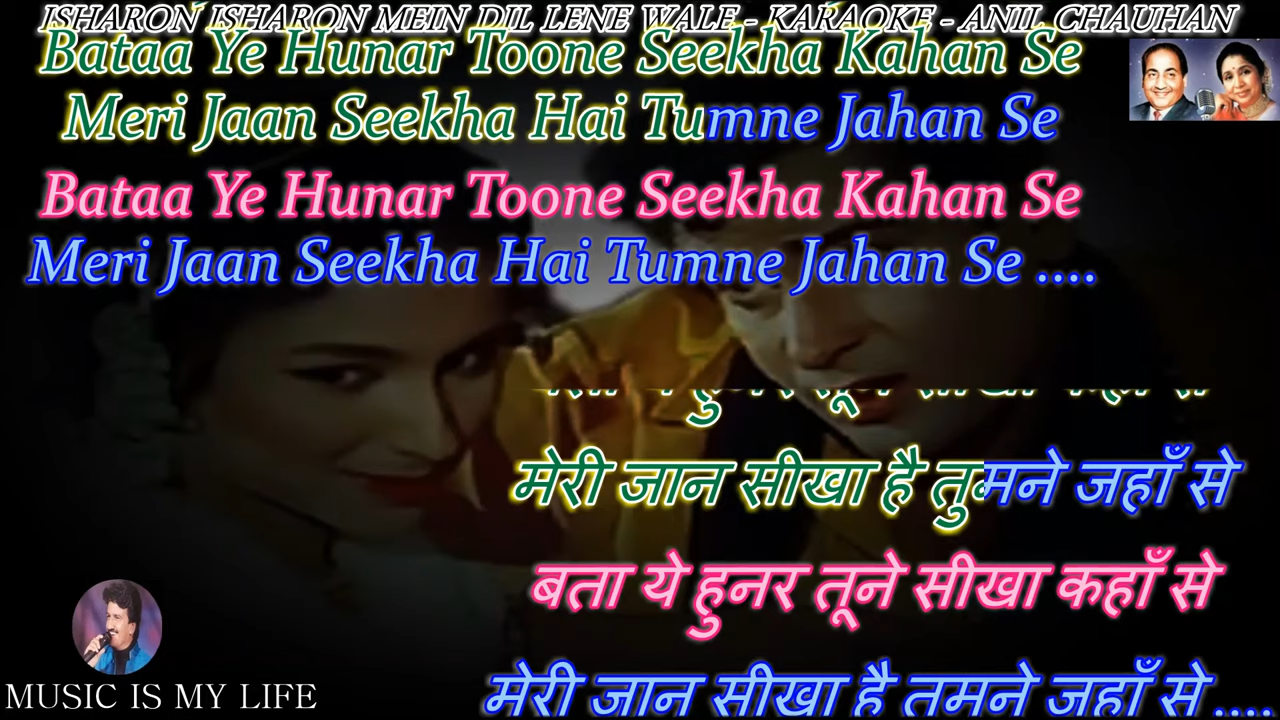 ISHARON ISHARON MEIN DIL LENE WALE - KARAOKE - ANIL CHAUHAN
Bataa Ye Hunar Toone Seekha Kahan Se
Meri Jaan Seekha Hai Tumne Jahan Se
Bataa Ye Hunar Toone Seekha Kahan Se
Meri Jaan Seekha Hai Tumne Jahan Se ....
मेरी जान सीखा है तुमने जहाँ से
बता ये हुनर तूने सीखा कहाँ से
मेरी जान सीखा है तुमने जहाँ से ....
MUSIC IS MY LIFE